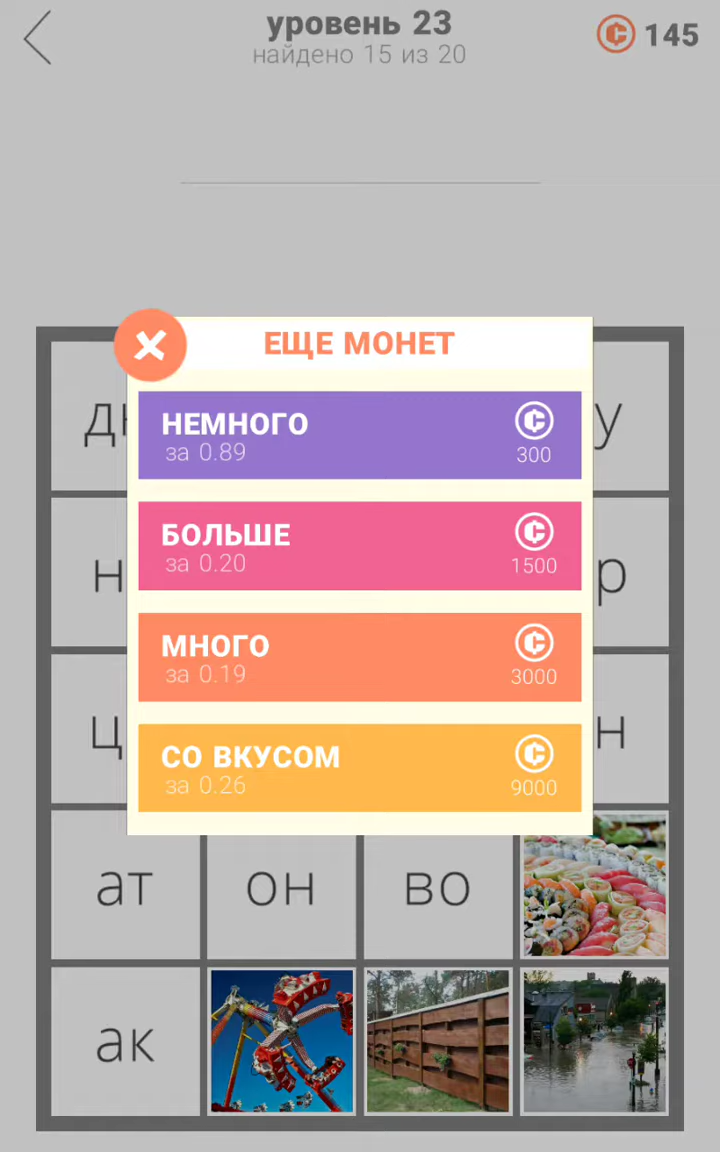 уровень 23
найдено 15 из 20
145
ЕЩЕ МОНЕТ
НЕМНОГО
за 0.89
300
БОЛЬШЕ
за 0.20
1500
МНОГО
за 0.19
3000
СО ВКУСОМ
за 0.26
9000
у
р
н
ат он во
ак